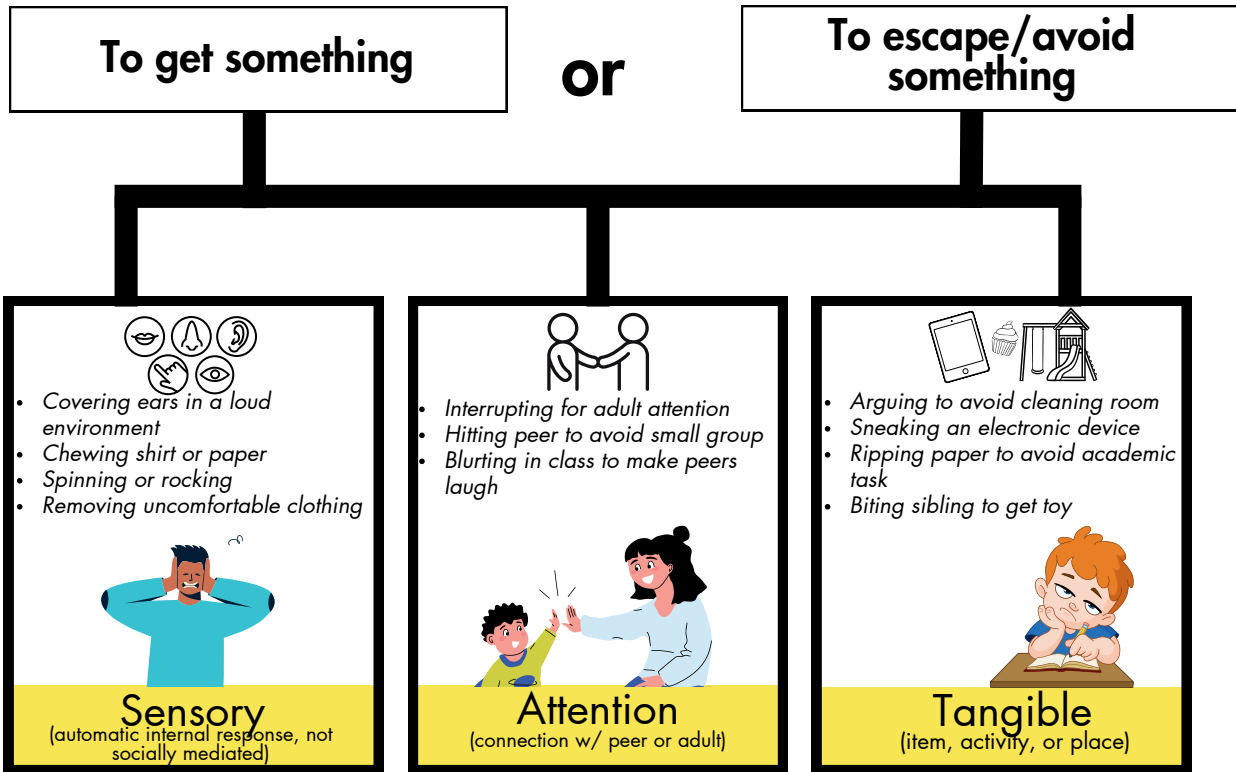 To get something
or
To escape/avoid
something
• Covering ears in a loud
environment
• Chewing shirt or paper
• Spinning or rocking
• Removing uncomfortable clothing
Sensory
(automatic internal response, not
socially mediated)
• Interrupting for adult attention
• Hitting peer to avoid small group
• Blurting in class to make peers
laugh
Attention
(connection w/ peer or adult)
• Arguing to avoid cleaning room
• Sneaking an electronic device
• Ripping paper to avoid academic
task
• Biting sibling to get toy
Tangible
(item, activity, or place)